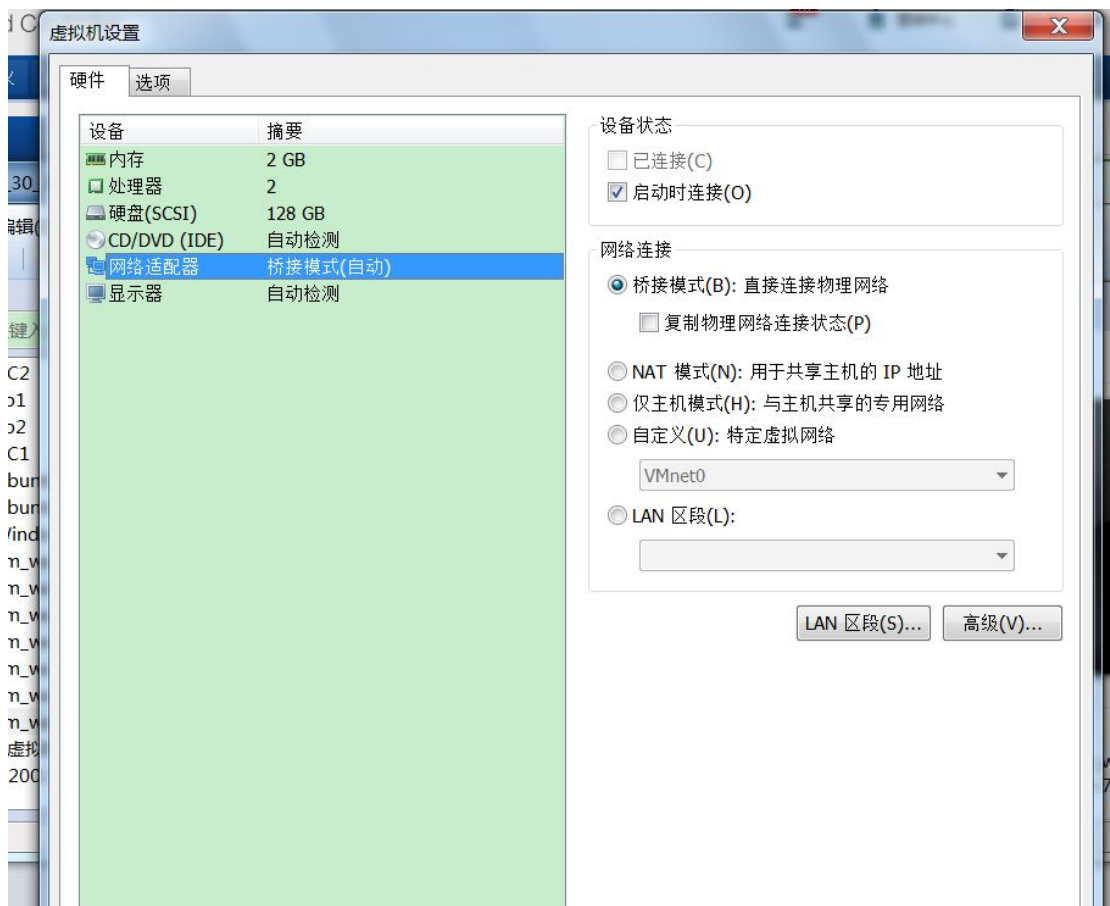 虚拟机设置
硬件 选项
设备 摘要
内存 2 GB
处理器 2
硬盘(SCSI) 128 GB
CD/DVD (IDE) 自动检测
网络适配器 桥接模式(自动)
显示器 自动检测
设备状态
已连接(C)
启动时连接(O)
网络连接
桥接模式(B): 直接连接物理网络
复制物理网络连接状态(P)
NAT 模式(N): 用于共享主机的 IP 地址
仅主机模式(H): 与主机共享的专用网络
自定义(U): 特定虚拟网络
VMnet0
LAN 区段(L):
LAN 区段(S)... 高级(V)...
_30_
C2
C1
200